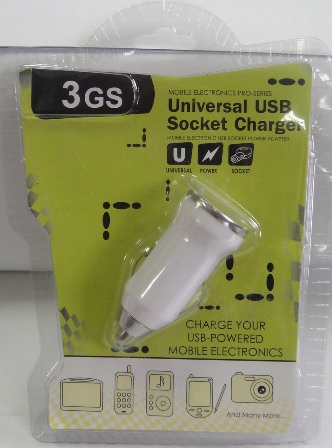 3GS
MOBILE ELECTRONICS PRO-SERIES
Universal USB
Socket Charger
MOBILE ELECTRONIC USB SOCKET POWER ADAPTER
U
UNIVERSAL POWER SOCKET
CHARGE YOUR
USB-POWERED
MOBILE ELECTRONICS
And Many More